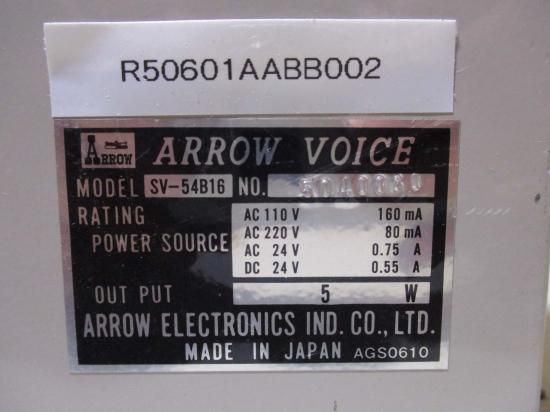 R50601AABB002
ARROW ARROW VOICE
MODEL SV-54B16 NO. 5040080
RATING AC 110 V 160 mA
POWER SOURCE AC 220 V 80 mA
AC 24 V 0.75 A
DC 24 V 0.55 A
OUT PUT 5 W
ARROW ELECTRONICS IND. CO., LTD.
MADE IN JAPAN AGS0610